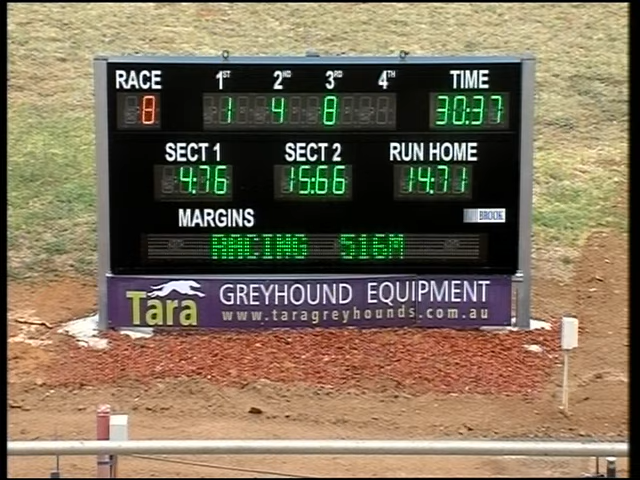 RACE 1ST 2ND 3RD 4TH TIME
8 1 4 8 30:37
SECT 1 SECT 2 RUN HOME
4:76 15:66 14:71
MARGINS
BROOK
RACING 516M
Tara GREYHOUND EQUIPMENT
www.taragreyhounds.com.au